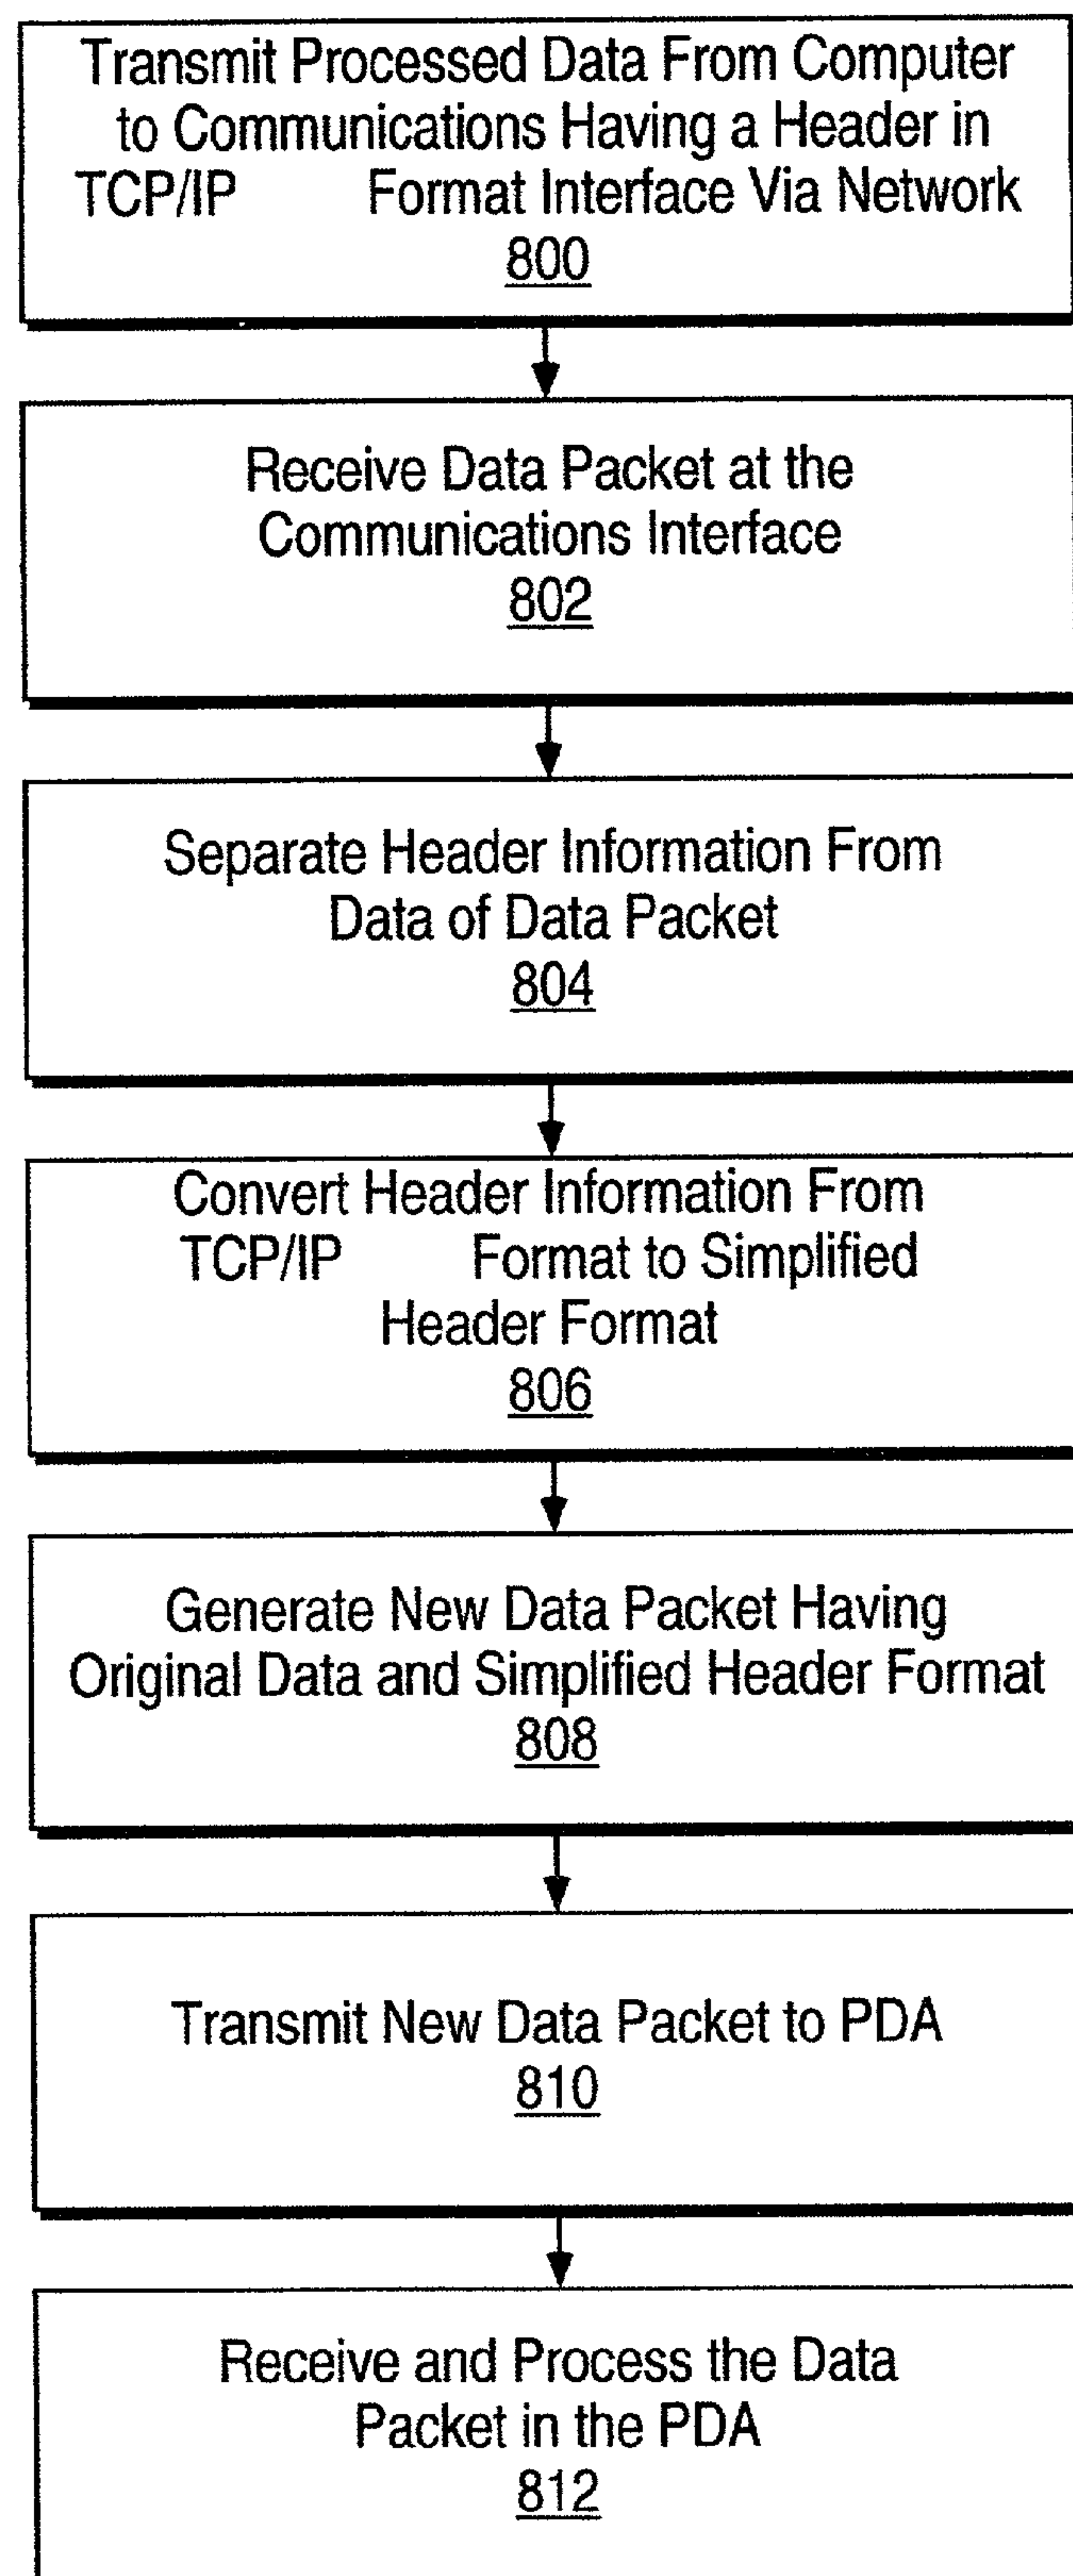 Transmit Processed Data From Computer
to Communications Having a Header in
TCP/IP Format Interface Via Network
800
Receive Data Packet at the
Communications Interface
802
Separate Header Information From
Data of Data Packet
804
Convert Header Information From
TCP/IP Format to Simplified
Header Format
806
Generate New Data Packet Having
Original Data and Simplified Header Format
808
Transmit New Data Packet to PDA
810
Receive and Process the Data
Packet in the PDA
812